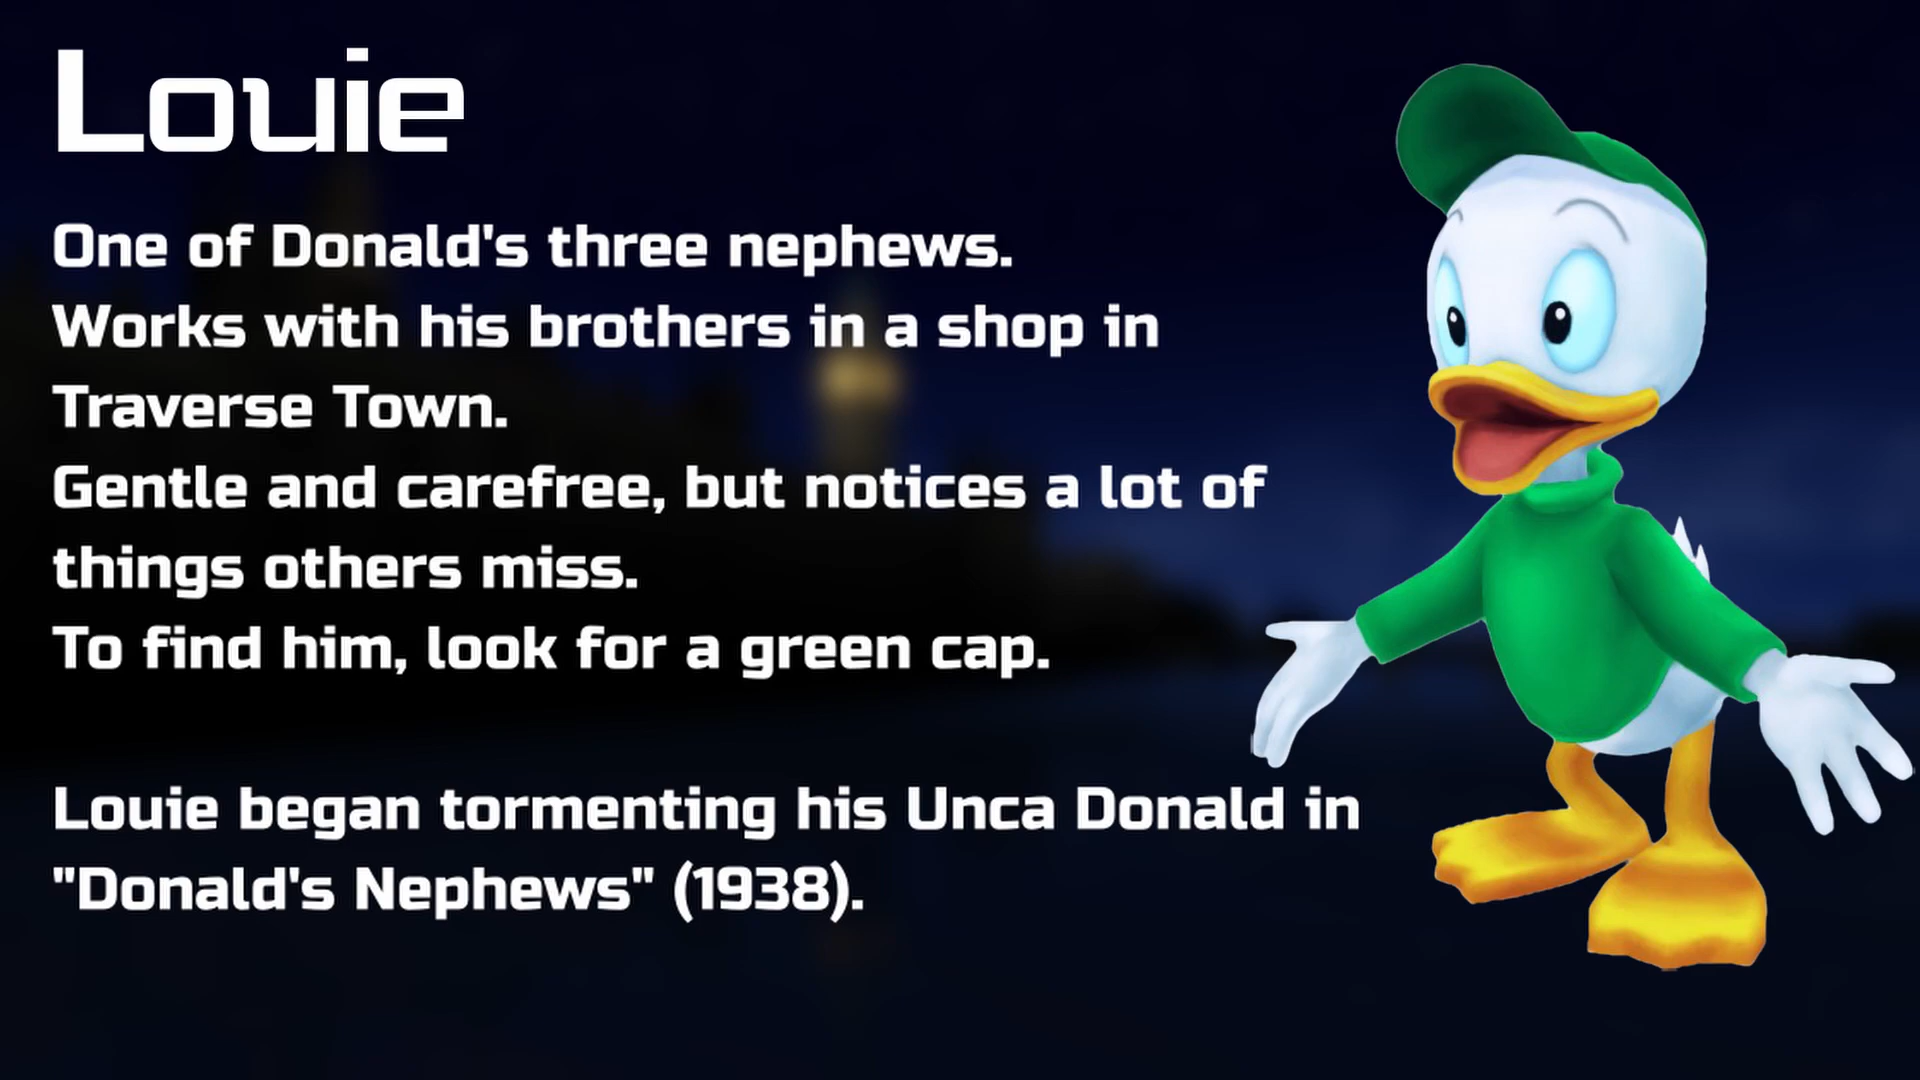 Louie
One of Donald's three nephews.
Works with his brothers in a shop in
Traverse Town.
Gentle and carefree, but notices a lot of
things others miss.
To find him, look for a green cap.
Louie began tormenting his Unca Donald in
"Donald's Nephews" (1938).